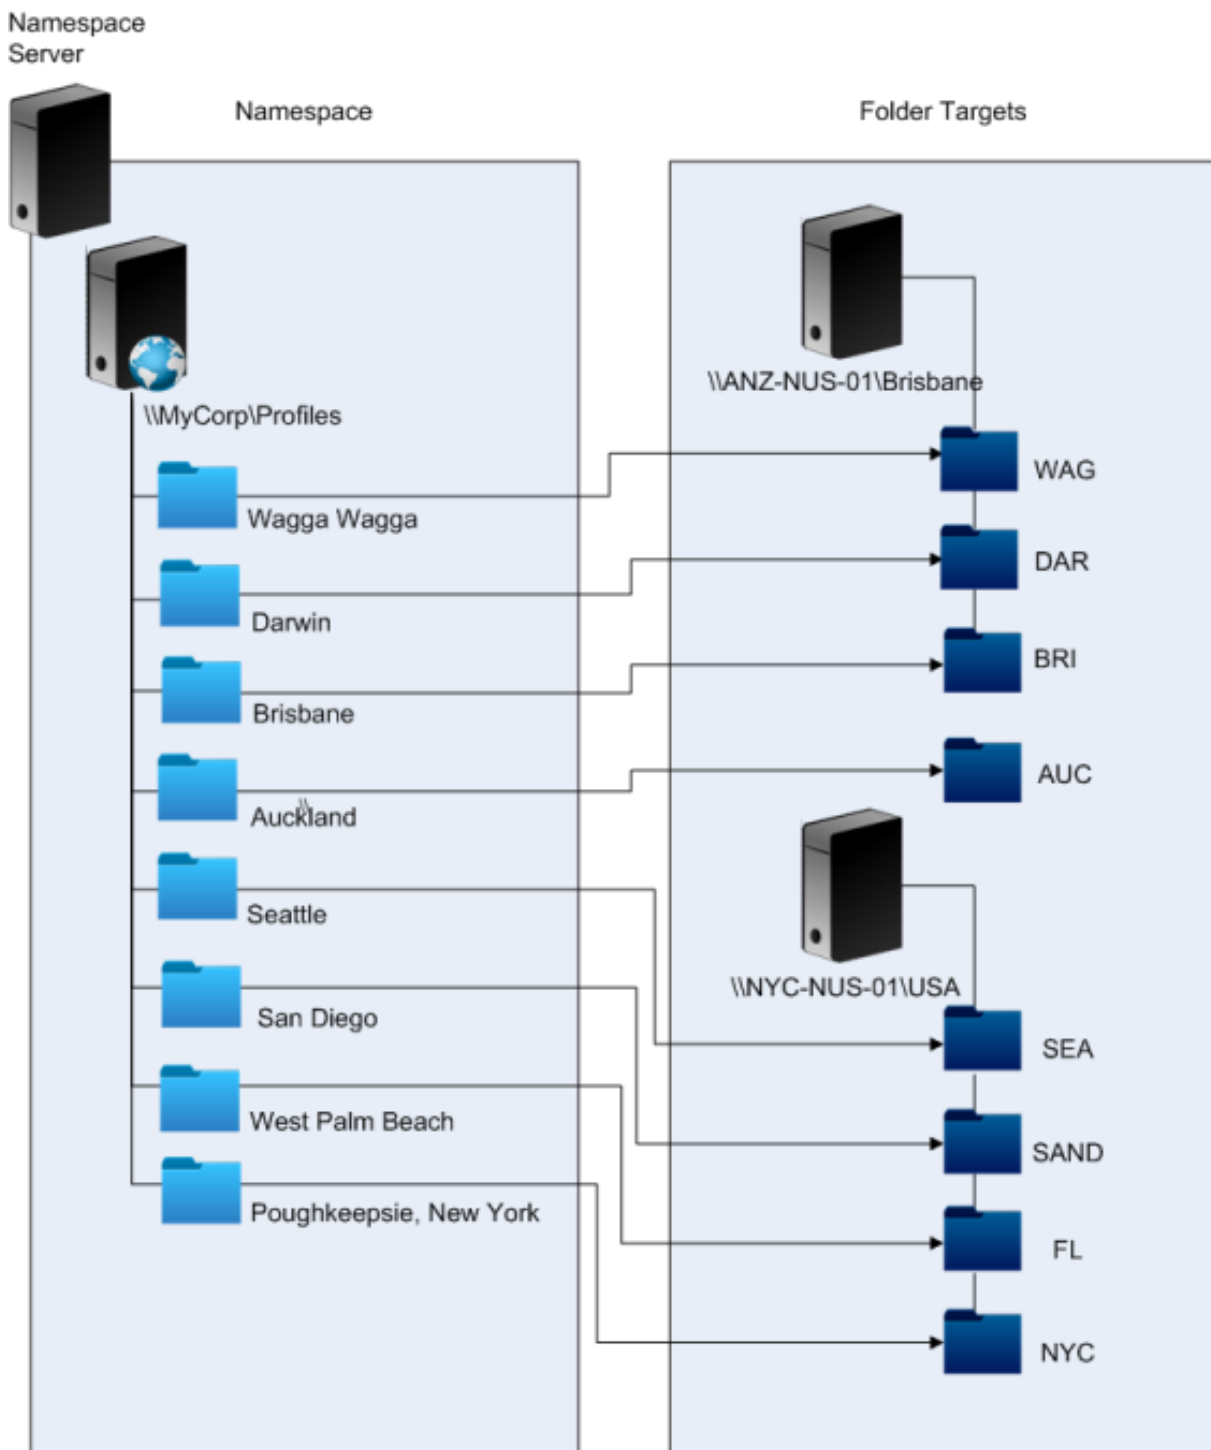 Namespace
Server
Namespace
Folder Targets
\\ANZ-NUS-01\Brisbane
\\MyCorp\Profiles
WAG
Wagga Wagga
DAR
Darwin
BRI
Brisbane
AUC
\\
Auckland
Seattle
\\NYC-NUS-01\USA
San Diego
SEA
West Palm Beach
SAND
Poughkeepsie, New York
FL
NYC